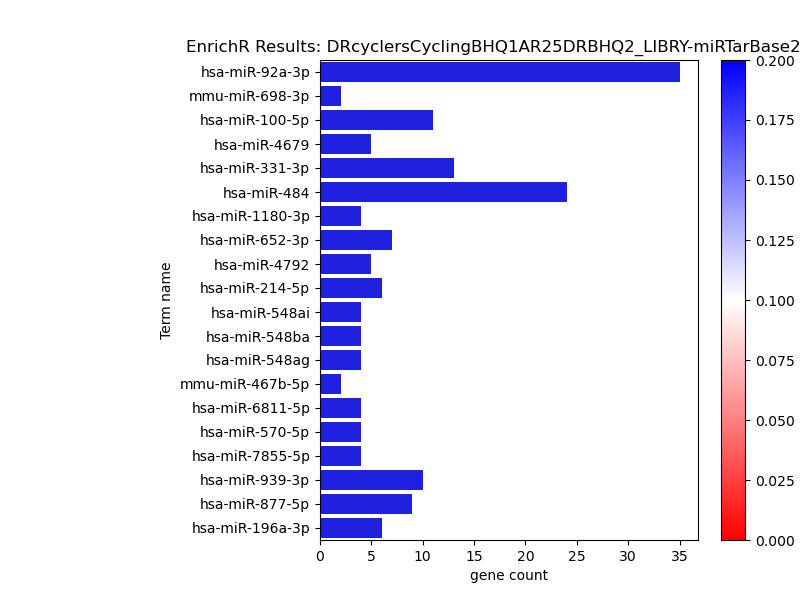 EnrichR Results: DRcyclersCyclingBHQ1AR25DRBHQ2_LIBRY-miRTarBase2
hsa-miR-92a-3p
mmu-miR-698-3p
hsa-miR-100-5p
hsa-miR-4679
hsa-miR-331-3p
hsa-miR-484
hsa-miR-1180-3p
hsa-miR-652-3p
hsa-miR-4792
hsa-miR-214-5p
hsa-miR-548ai
hsa-miR-548ba
hsa-miR-548ag
mmu-miR-467b-5p
hsa-miR-6811-5p
hsa-miR-570-5p
hsa-miR-7855-5p
hsa-miR-939-3p
hsa-miR-877-5p
hsa-miR-196a-3p
Term name
0 5 10 15 20 25 30 35
gene count
0.200
0.175
0.150
0.125
0.100
0.075
0.050
0.025
0.000